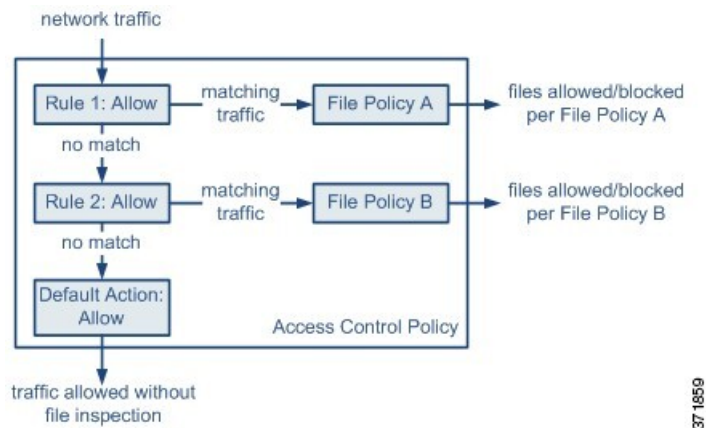 network traffic
Rule 1: Allow
matching
traffic
File Policy A
files allowed/blocked
per File Policy A
no match
Rule 2: Allow
matching
traffic
File Policy B
files allowed/blocked
per File Policy B
no match
Default Action:
Allow
Access Control Policy
traffic allowed without
file inspection
371859